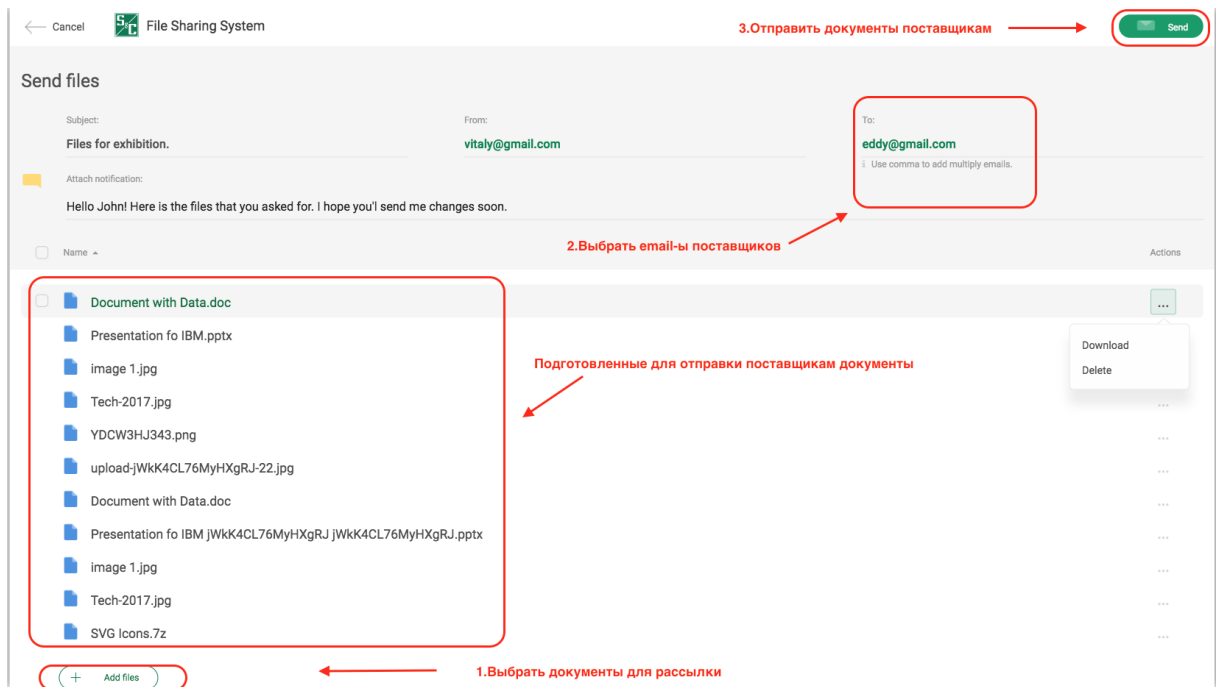 Cancel
S&C File Sharing System
3.Отправить документы поставщикам
Send
Send files
Subject:
From:
To:
Files for exhibition.
vitaly@gmail.com
eddy@gmail.com
i Use comma to add multiply emails.
Attach notification:
Hello John! Here is the files that you asked for. I hope you'l send me changes soon.
2.Выбрать email-ы поставщиков
Name
Actions
Document with Data.doc
...
Presentation fo IBM.pptx
Download
image 1.jpg
Подготовленные для отправки поставщикам документы
Delete
Tech-2017.jpg
...
YDCW3HJ343.png
...
upload-jWkK4CL76MyHXgRJ-22.jpg
...
Document with Data.doc
...
Presentation fo IBM jWkK4CL76MyHXgRJ jWkK4CL76MyHXgRJ.pptx
...
image 1.jpg
...
Tech-2017.jpg
...
SVG Icons.7z
...
+ Add files
1.Выбрать документы для рассылки